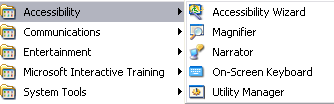 Accessibility
Communications
Entertainment
Microsoft Interactive Training
System Tools
Accessibility Wizard
Magnifier
Narrator
On-Screen Keyboard
Utility Manager